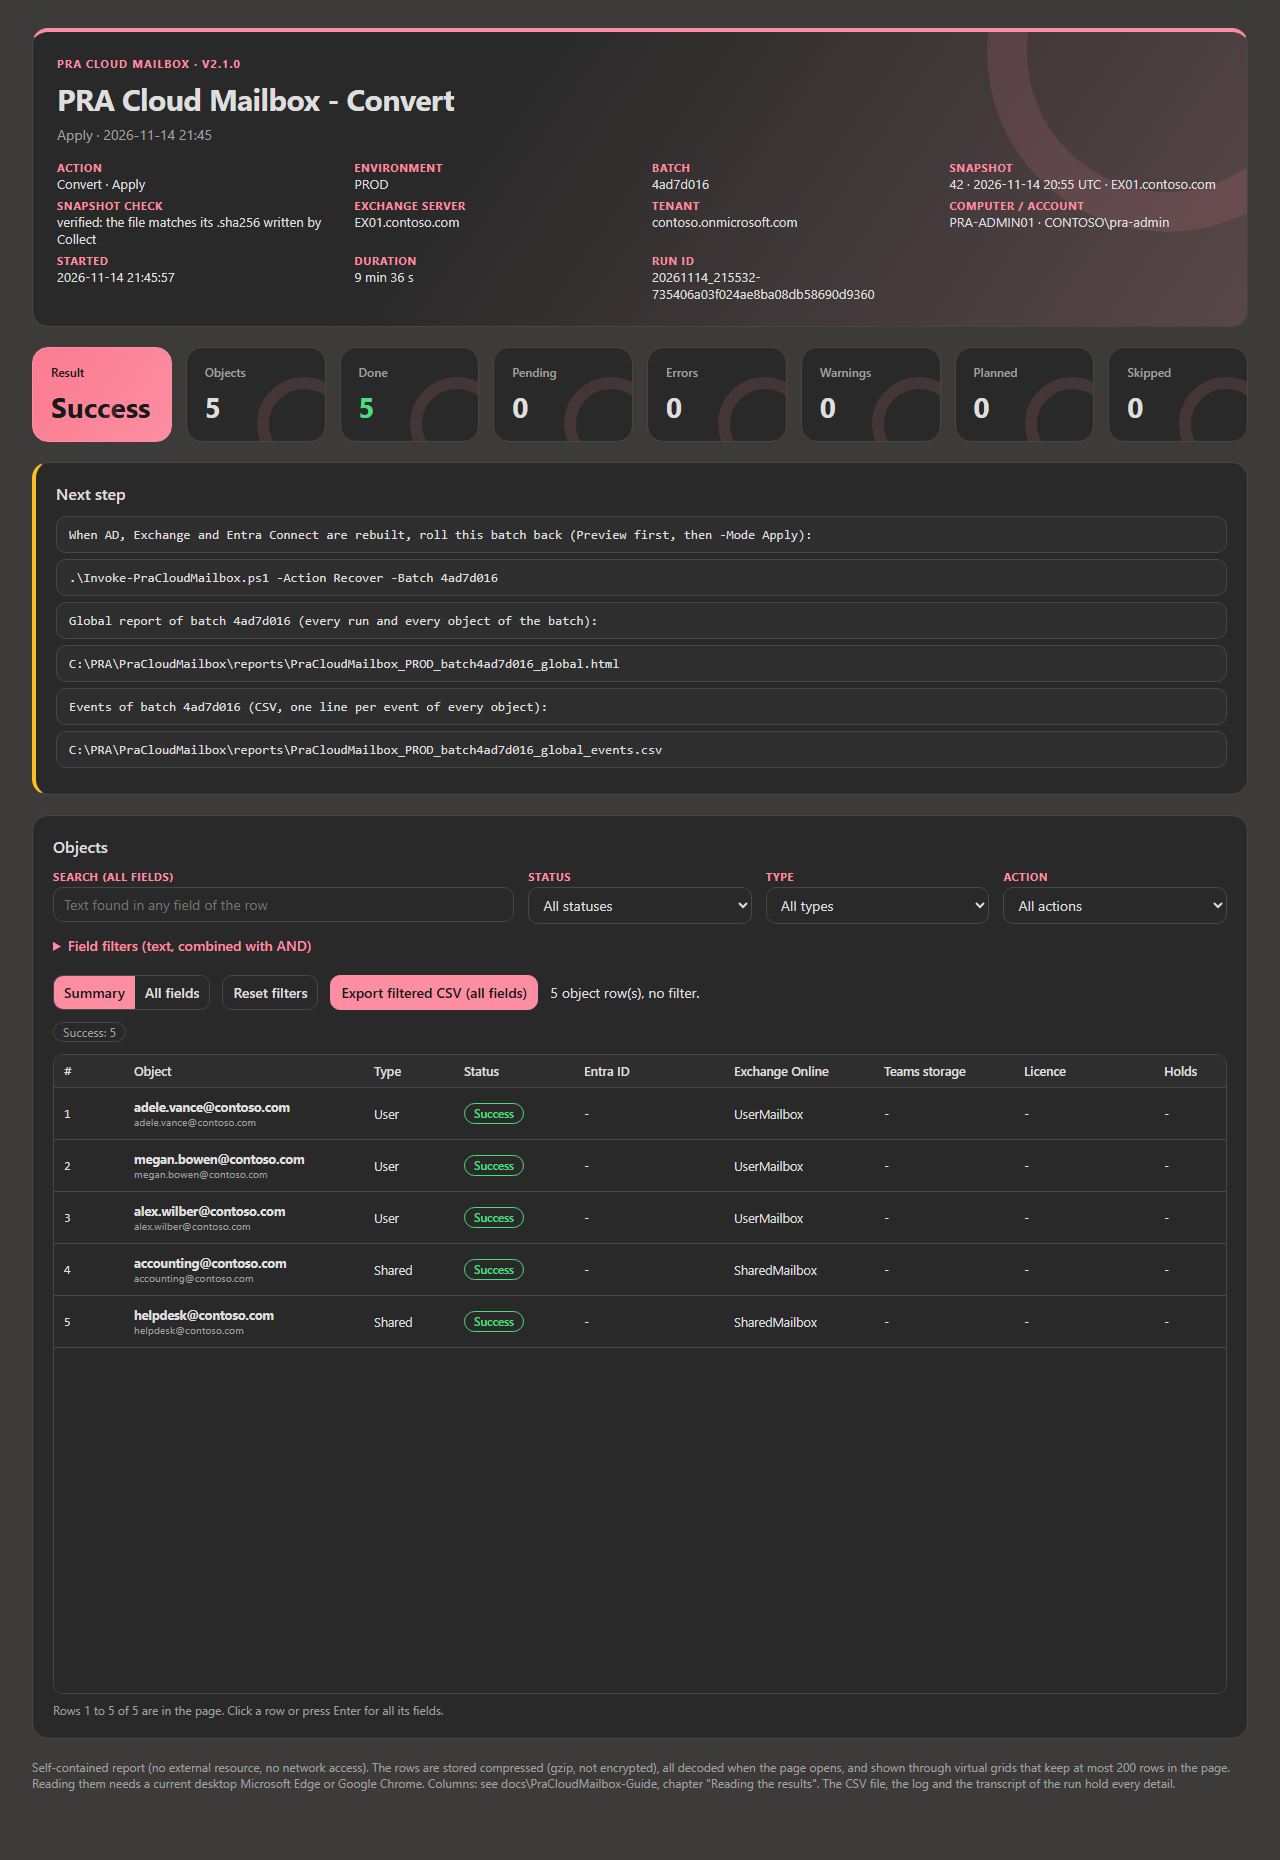 PRA CLOUD MAILBOX · V2.1.0
PRA Cloud Mailbox - Convert
Apply · 2026-11-14 21:45
ACTION
Convert · Apply
ENVIRONMENT
PROD
BATCH
4ad7d016
SNAPSHOT
42 · 2026-11-14 20:55 UTC · EX01.contoso.com
SNAPSHOT CHECK
verified: the file matches its .sha256 written by
Collect
EXCHANGE SERVER
EX01.contoso.com
TENANT
contoso.onmicrosoft.com
COMPUTER / ACCOUNT
PRA-ADMIN01 · CONTOSO\pra-admin
STARTED
2026-11-14 21:45:57
DURATION
9 min 36 s
RUN ID
20261114_215532-
735406a03f024ae8ba08db58690d9360
Result
Success
Objects
5
Done
5
Pending
0
Errors
0
Warnings
0
Planned
0
Skipped
0
Next step
When AD, Exchange and Entra Connect are rebuilt, roll this batch back (Preview first, then -Mode Apply):
.\Invoke-PraCloudMailbox.ps1 -Action Recover -Batch 4ad7d016
Global report of batch 4ad7d016 (every run and every object of the batch):
C:\PRA\PraCloudMailbox\reports\PraCloudMailbox_PROD_batch4ad7d016_global.html
Events of batch 4ad7d016 (CSV, one line per event of every object):
C:\PRA\PraCloudMailbox\reports\PraCloudMailbox_PROD_batch4ad7d016_global_events.csv
Objects
SEARCH (ALL FIELDS)
Text found in any field of the row
STATUS
All statuses
TYPE
All types
ACTION
All actions
Field filters (text, combined with AND)
Summary All fields Reset filters Export filtered CSV (all fields) 5 object row(s), no filter.
Success: 5
# Object Type Status Entra ID Exchange Online Teams storage Licence Holds
1 adele.vance@contoso.com User Success - UserMailbox - - -
adele.vance@contoso.com
2 megan.bowen@contoso.com User Success - UserMailbox - - -
megan.bowen@contoso.com
3 alex.wilber@contoso.com User Success - UserMailbox - - -
alex.wilber@contoso.com
4 accounting@contoso.com Shared Success - SharedMailbox - - -
accounting@contoso.com
5 helpdesk@contoso.com Shared Success - SharedMailbox - - -
helpdesk@contoso.com
Rows 1 to 5 of 5 are in the page. Click a row or press Enter for all its fields.
Self-contained report (no external resource, no network access). The rows are stored compressed (gzip, not encrypted), all decoded when the page opens, and shown through virtual grids that keep at most 200 rows in the page.
Reading them needs a current desktop Microsoft Edge or Google Chrome. Columns: see docs\PraCloudMailbox-Guide, chapter "Reading the results". The CSV file, the log and the transcript of the run hold every detail.